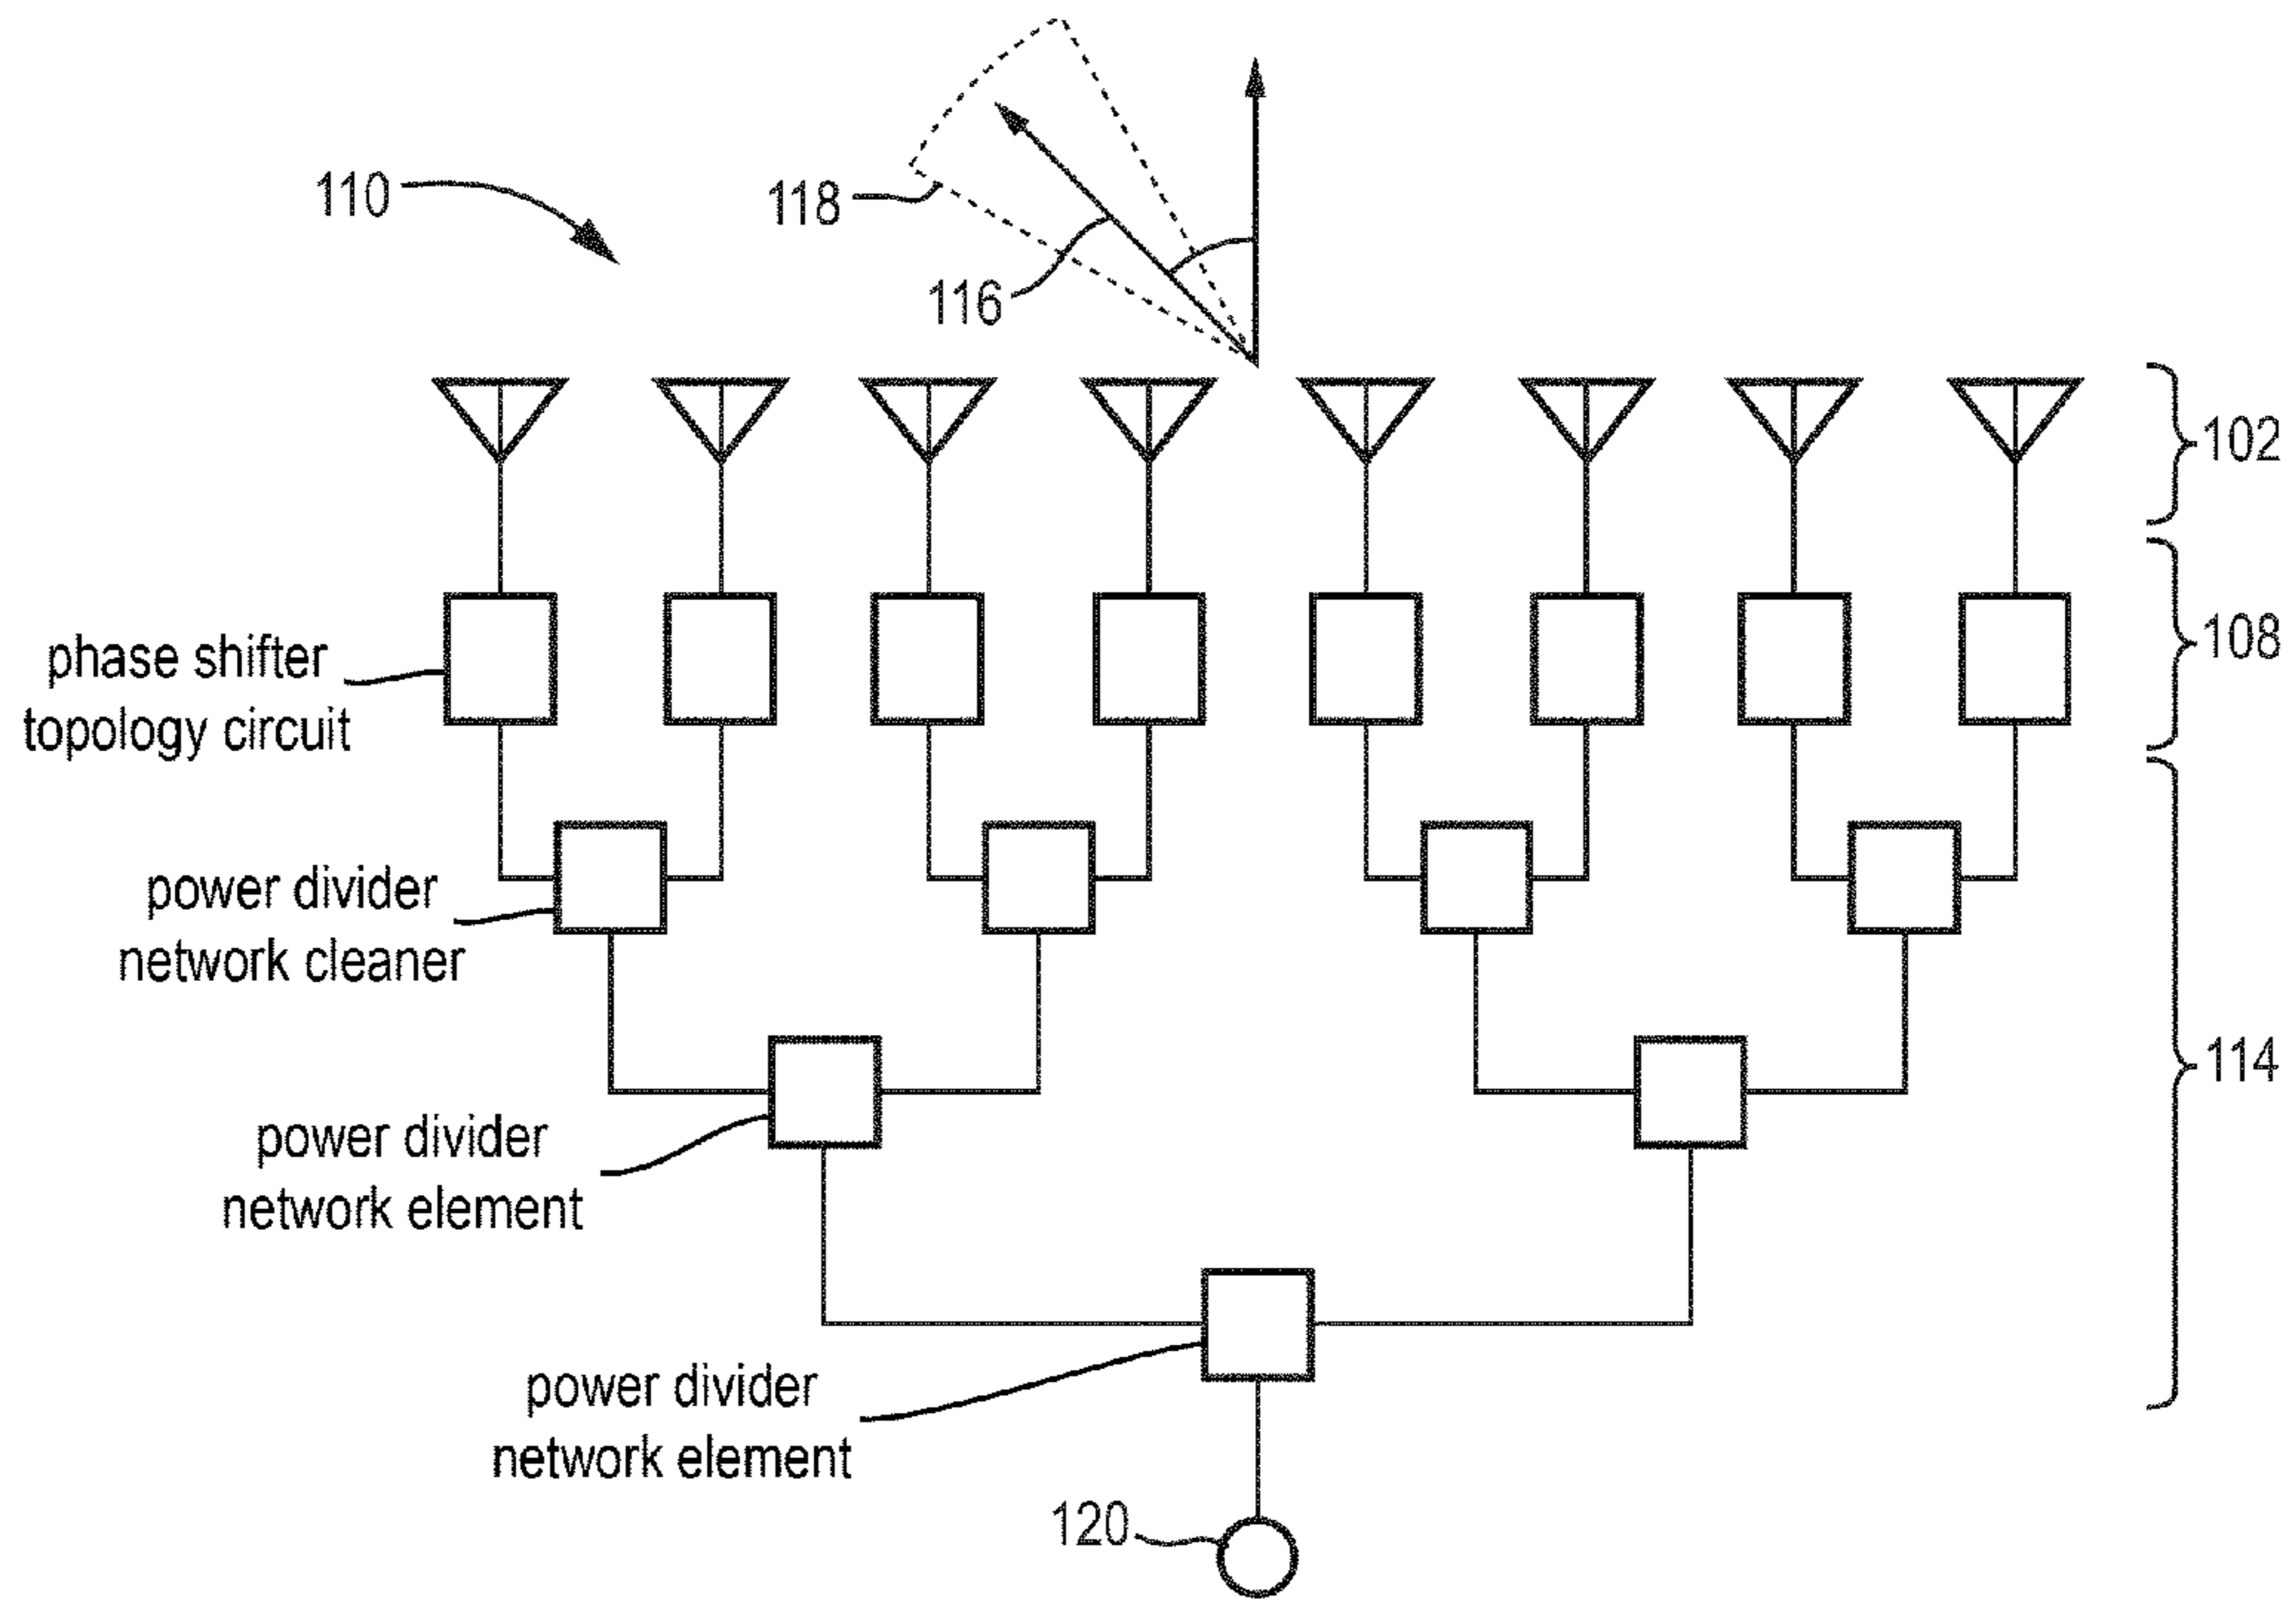 110
118
116
102
108
phase shifter
topology circuit
power divider
network cleaner
114
power divider
network element
power divider
network element
120